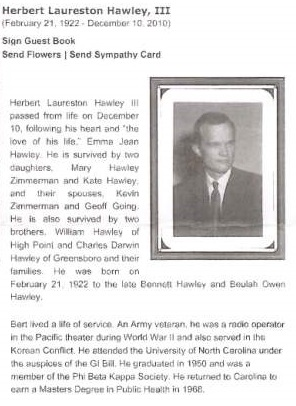 Herbert Laureston Hawley, III
(February 21, 1922 - December 10, 2010)
Sign Guest Book
Send Flowers | Send Sympathy Card
Herbert Laureston Hawley III
passed from life on December
10, following his heart and "the
love of his life," Emma Jean
Hawley. He is survived by two
daughters, Mary Hawley
Zimmerman and Kate Hawley,
and their spouses, Kevin
Zimmerman and Geoff Going.
He is also survived by two
brothers, William Hawley of
High Point and Charles Darwin
Hawley of Greensboro and their
families. He was born on
February 21, 1922 to the late Bennett Hawley and Beulah Owen
Hawley.
Bert lived a life of service. An Army veteran, he was a radio operator
in the Pacific theater during World War II and also served in the
Korean Conflict. He attended the University of North Carolina under
the auspices of the GI Bill. He graduated in 1950 and was a
member of the Phi Beta Kappa Society. He returned to Carolina to
earn a Masters Degree in Public Health in 1968.